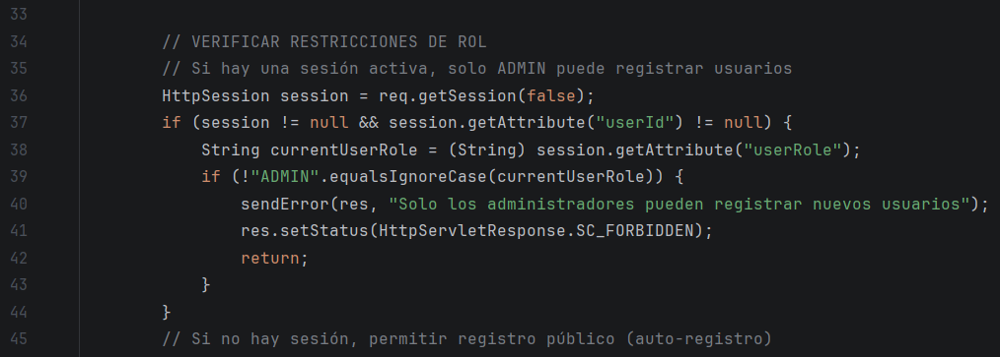 33
34 // VERIFICAR RESTRICCIONES DE ROL
35 // Si hay una sesión activa, solo ADMIN puede registrar usuarios
36 HttpSession session = req.getSession(false);
37 if (session != null && session.getAttribute("userId") != null) {
38 String currentUserRole = (String) session.getAttribute("userRole");
39 if (!"ADMIN".equalsIgnoreCase(currentUserRole)) {
40 sendError(res, "Solo los administradores pueden registrar nuevos usuarios");
41 res.setStatus(HttpServletResponse.SC_FORBIDDEN);
42 return;
43 }
44 }
45 // Si no hay sesión, permitir registro público (auto-registro)